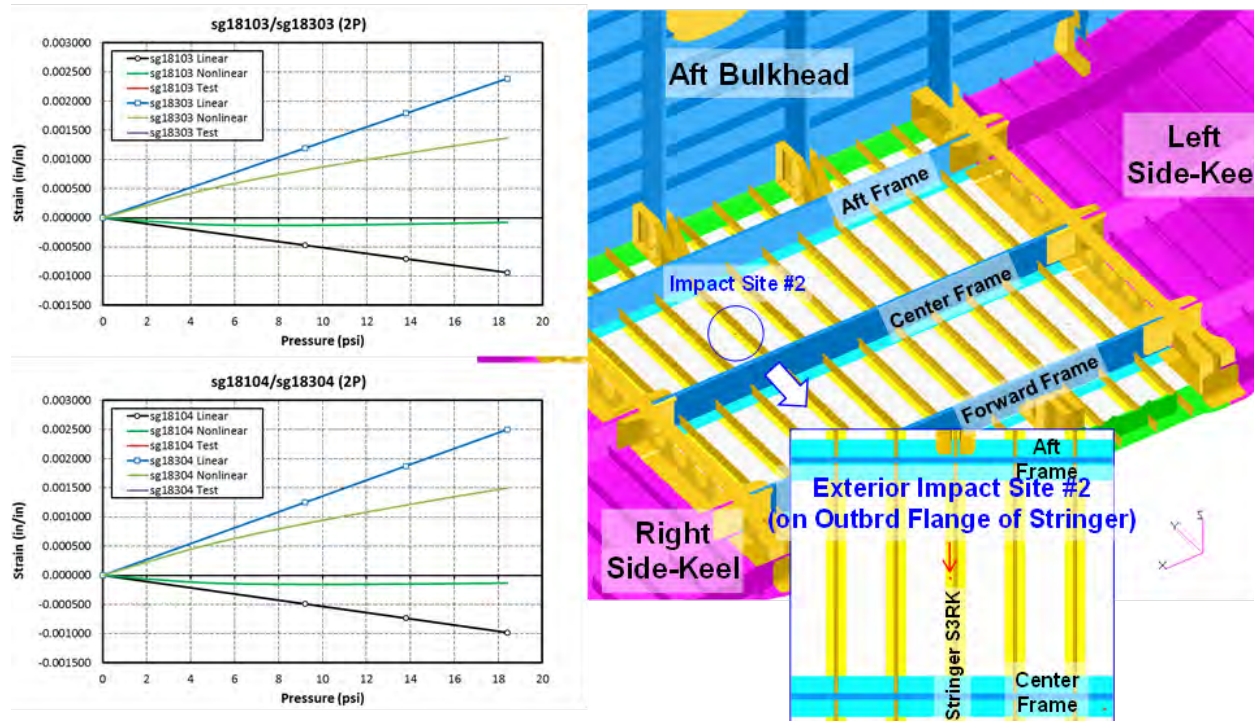 sg18103/sg18303 (2P)
0.003000
0.002500
0.002000
0.001500
0.001000
0.000500
0.000000
-0.000500
-0.001000
-0.001500
Strain (in/in)
sg18103 Linear
sg18103 Nonlinear
sg18103 Test
sg18303 Linear
sg18303 Nonlinear
sg18303 Test
0 2 4 6 8 10 12 14 16 18 20
Pressure (psi)
sg18104/sg18304 (2P)
0.003000
0.002500
0.002000
0.001500
0.001000
0.000500
0.000000
-0.000500
-0.001000
-0.001500
Strain (in/in)
sg18104 Linear
sg18104 Nonlinear
sg18104 Test
sg18304 Linear
sg18304 Nonlinear
sg18304 Test
0 2 4 6 8 10 12 14 16 18 20
Pressure (psi)
Aft Bulkhead
Left
Side-Kee
Aft Frame
Impact Site #2
Center Frame
Forward Frame
Right
Side-Keel
Aft
Frame
Exterior Impact Site #2
(on Outbrd Flange of Stringer)
Stringer S3RK
Center
Frame
Z
Y
X